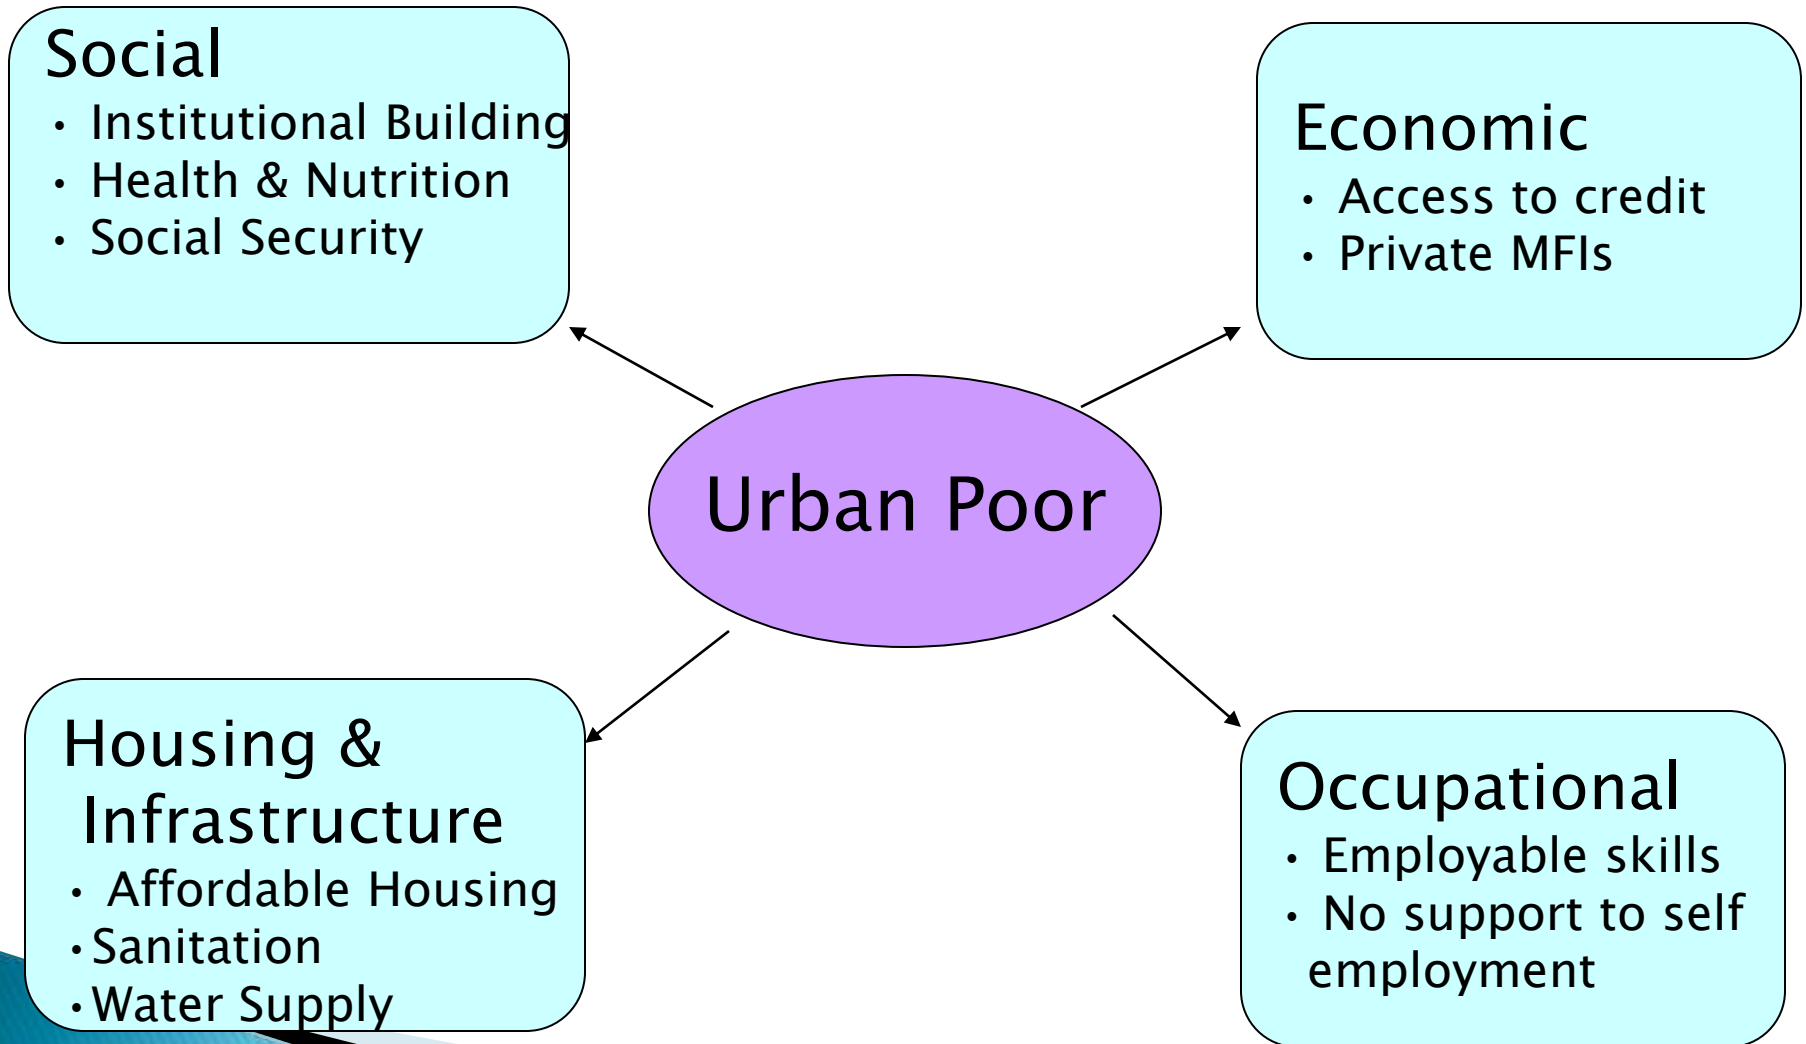 Social
• Institutional Building
• Health & Nutrition
• Social Security
Economic
• Access to credit
• Private MFIs
Urban Poor
Housing &
Infrastructure
• Affordable Housing
• Sanitation
• Water Supply
Occupational
• Employable skills
• No support to self
employment